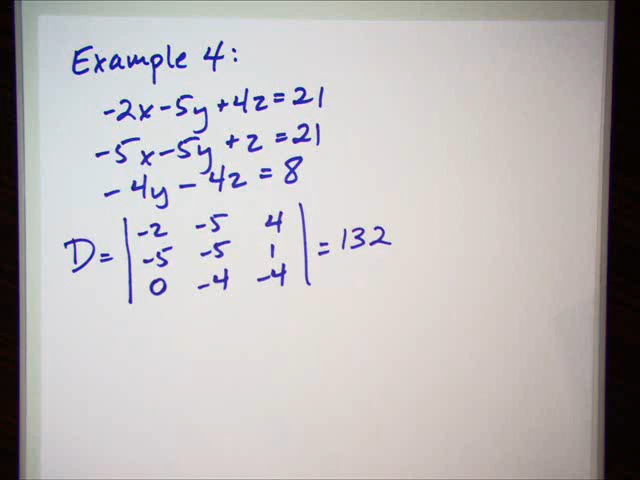 Example 4:
-2x-5y+4z=21
-5x-5y+z=21
-4y-4z=8
D= | -2 -5 4 |
| -5 -5 1 | =132
| 0 -4 -4 |